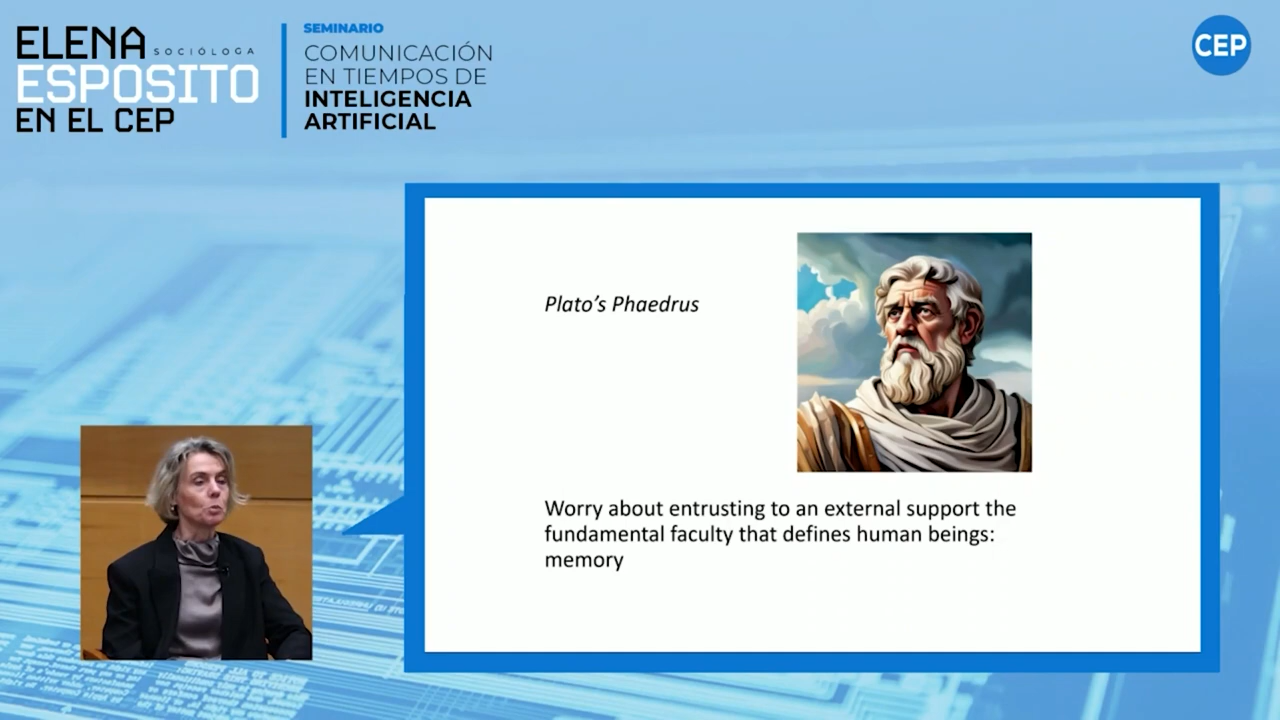 ELENA
SOCIÓLOGA
ESPOSITO
EN EL CEP
SEMINARIO
COMUNICACIÓN
EN TIEMPOS DE
INTELIGENCIA
ARTIFICIAL
CEP
Plato’s Phaedrus
Worry about entrusting to an external support the
fundamental faculty that defines human beings:
memory